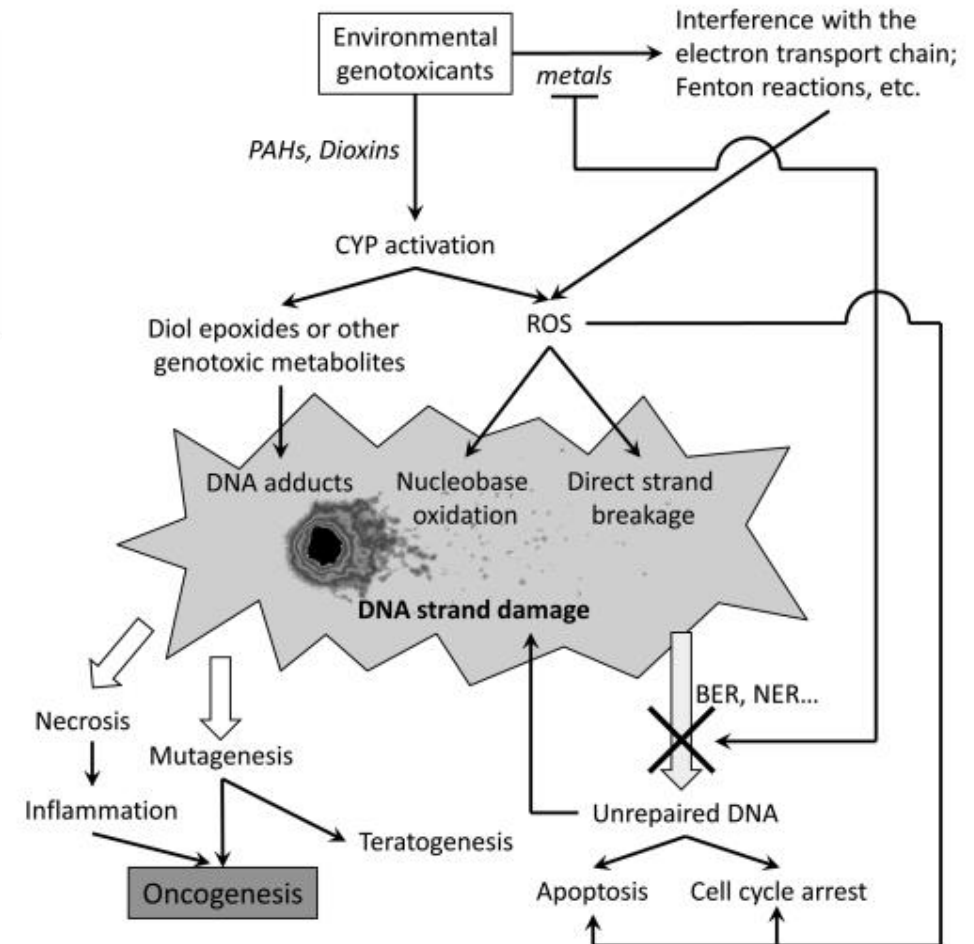 Environmental
genotoxicants
metals
Interference with the
electron transport chain;
Fenton reactions, etc.
PAHs, Dioxins
CYP activation
Diol epoxides or other
genotoxic metabolites
ROS
DNA adducts
Nucleobase
oxidation
Direct strand
breakage
DNA strand damage
BER, NER...
Necrosis
Mutagenesis
Inflammation
Unrepaired DNA
Teratogenesis
Oncogenesis
Apoptosis
Cell cycle arrest